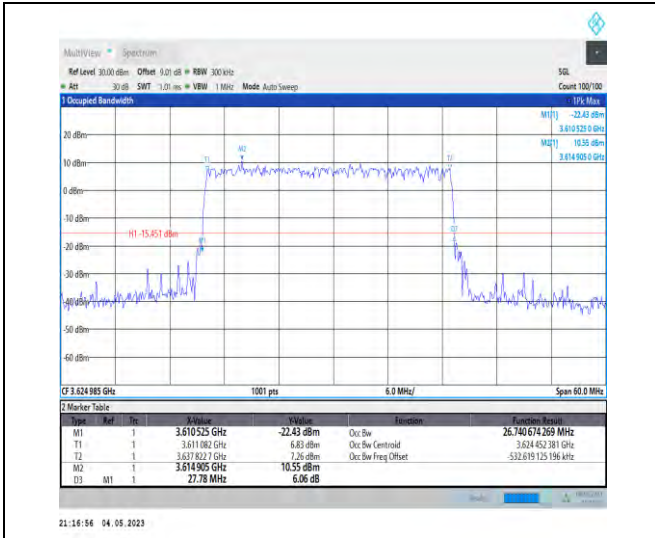 MultiView Spectrum
Ref Level 30.00 dBm Offset 9.01 dB RBW 300 kHz SGL
Att 30 dB SWT 1.01 ms VBW 1 MHz Mode Auto Sweep Count 100/100
1 Occupied Bandwidth 1Pk Max
M1[1] -22.43 dBm
3.610 525 0 GHz
M2[1] 10.55 dBm
3.614 905 0 GHz
20 dBm
M2
T1
10 dBm
0 dBm
-10 dBm
H1 -15.451 dBm
M1
-20 dBm
-30 dBm
-40 dBm
-50 dBm
-60 dBm
CF 3.624 985 GHz 1001 pts 6.0 MHz/ Span 60.0 MHz
2 Marker Table
Type Ref Trc X-Value Y-Value Function Function Result
M1 1 3.610 525 GHz -22.43 dBm Occ Bw 26.740 674 269 MHz
T1 1 3.611 082 GHz 6.83 dBm Occ Bw Centroid 3.624 452 381 GHz
T2 1 3.637 822 7 GHz 7.26 dBm Occ Bw Freq Offset -532.619 125 196 kHz
M2 1 3.614 905 GHz 10.55 dBm
D3 M1 1 27.78 MHz 6.06 dB
21:16:56 04.05.2023